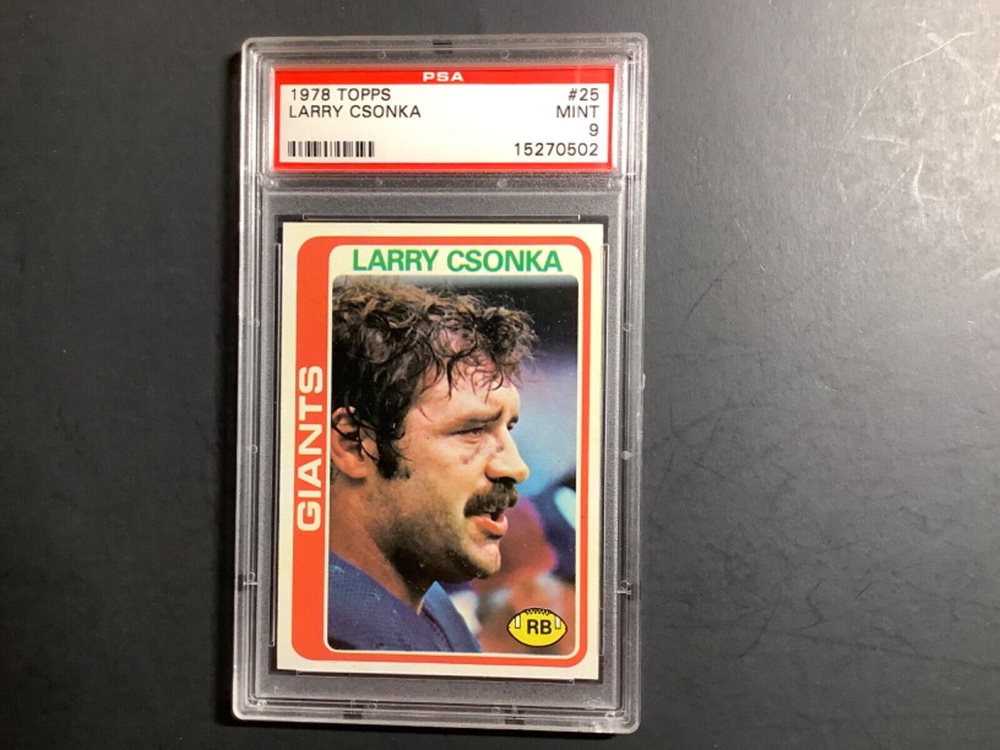 PSA
1978 TOPPS #25
LARRY CSONKA MINT
9
15270502
LARRY CSONKA
GIANTS
RB